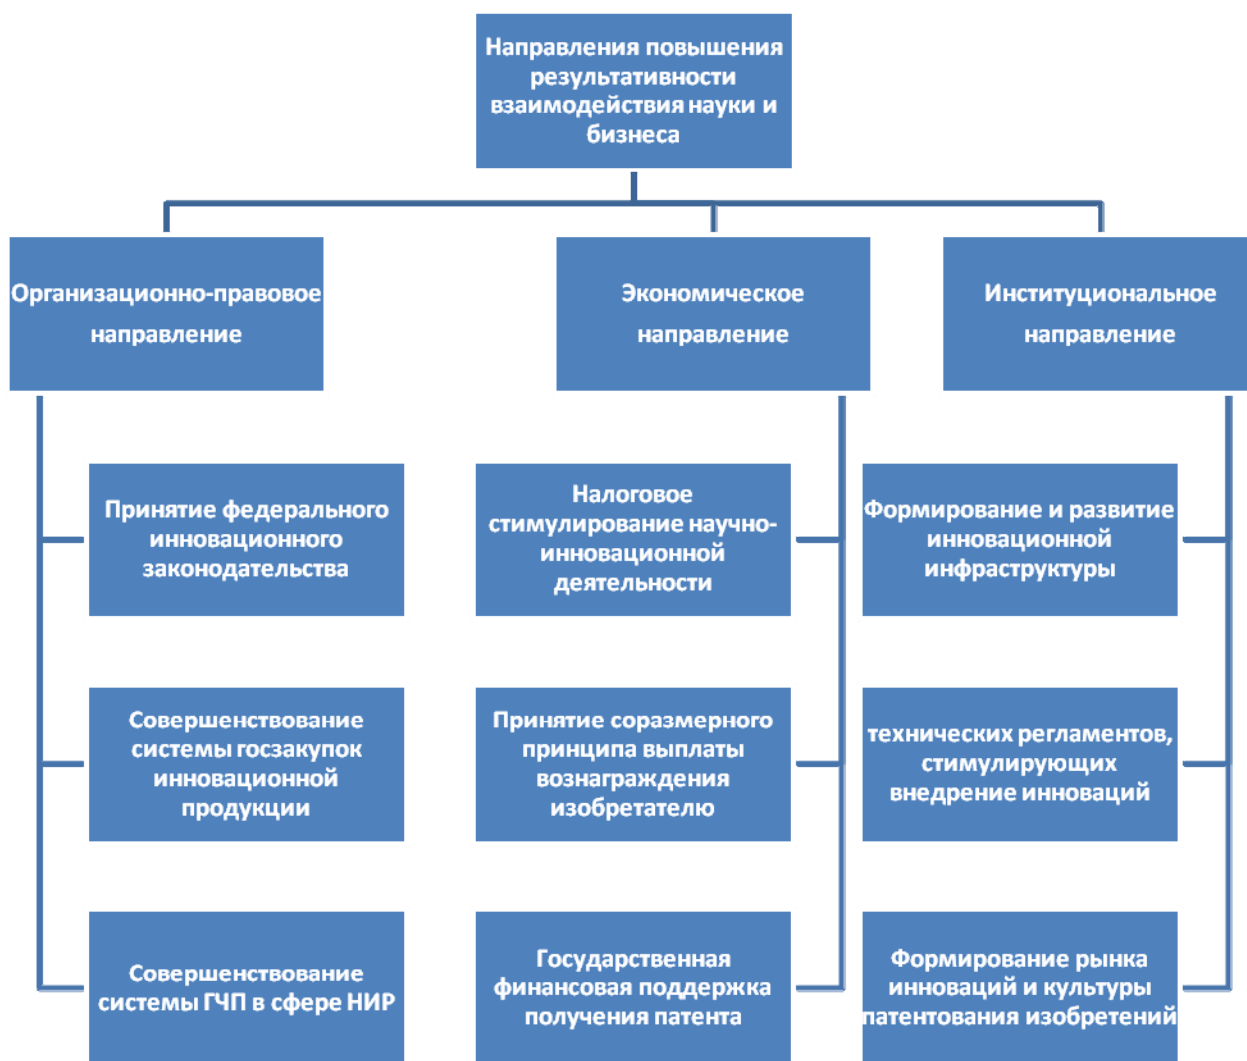 Направления повышения
результативности
взаимодействия науки и
бизнеса
Организационно-правовое
направление
Экономическое
направление
Институциональное
направление
Принятие федерального
инновационного
законодательства
Налоговое
стимулирование научно-
инновационной
деятельности
Формирование и развитие
инновационной
инфраструктуры
Совершенствование
системы госзакупок
инновационной
продукции
Принятие соразмерного
принципа выплаты
вознаграждения
изобретателю
технических регламентов,
стимулирующих
внедрение инноваций
Совершенствование
системы ГЧП в сфере НИР
Государственная
финансовая поддержка
получения патента
Формирование рынка
инноваций и культуры
патентования изобретений